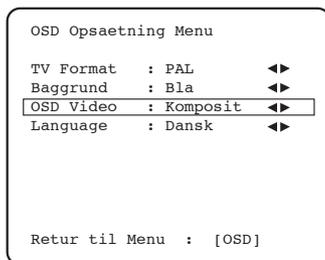 OSD Opsaetning Menu
TV Format : PAL ◄►
Baggrund : Bla ◄►
OSD Video : Komposit ◄►
Language : Dansk ◄►
Retur til Menu : [OSD]